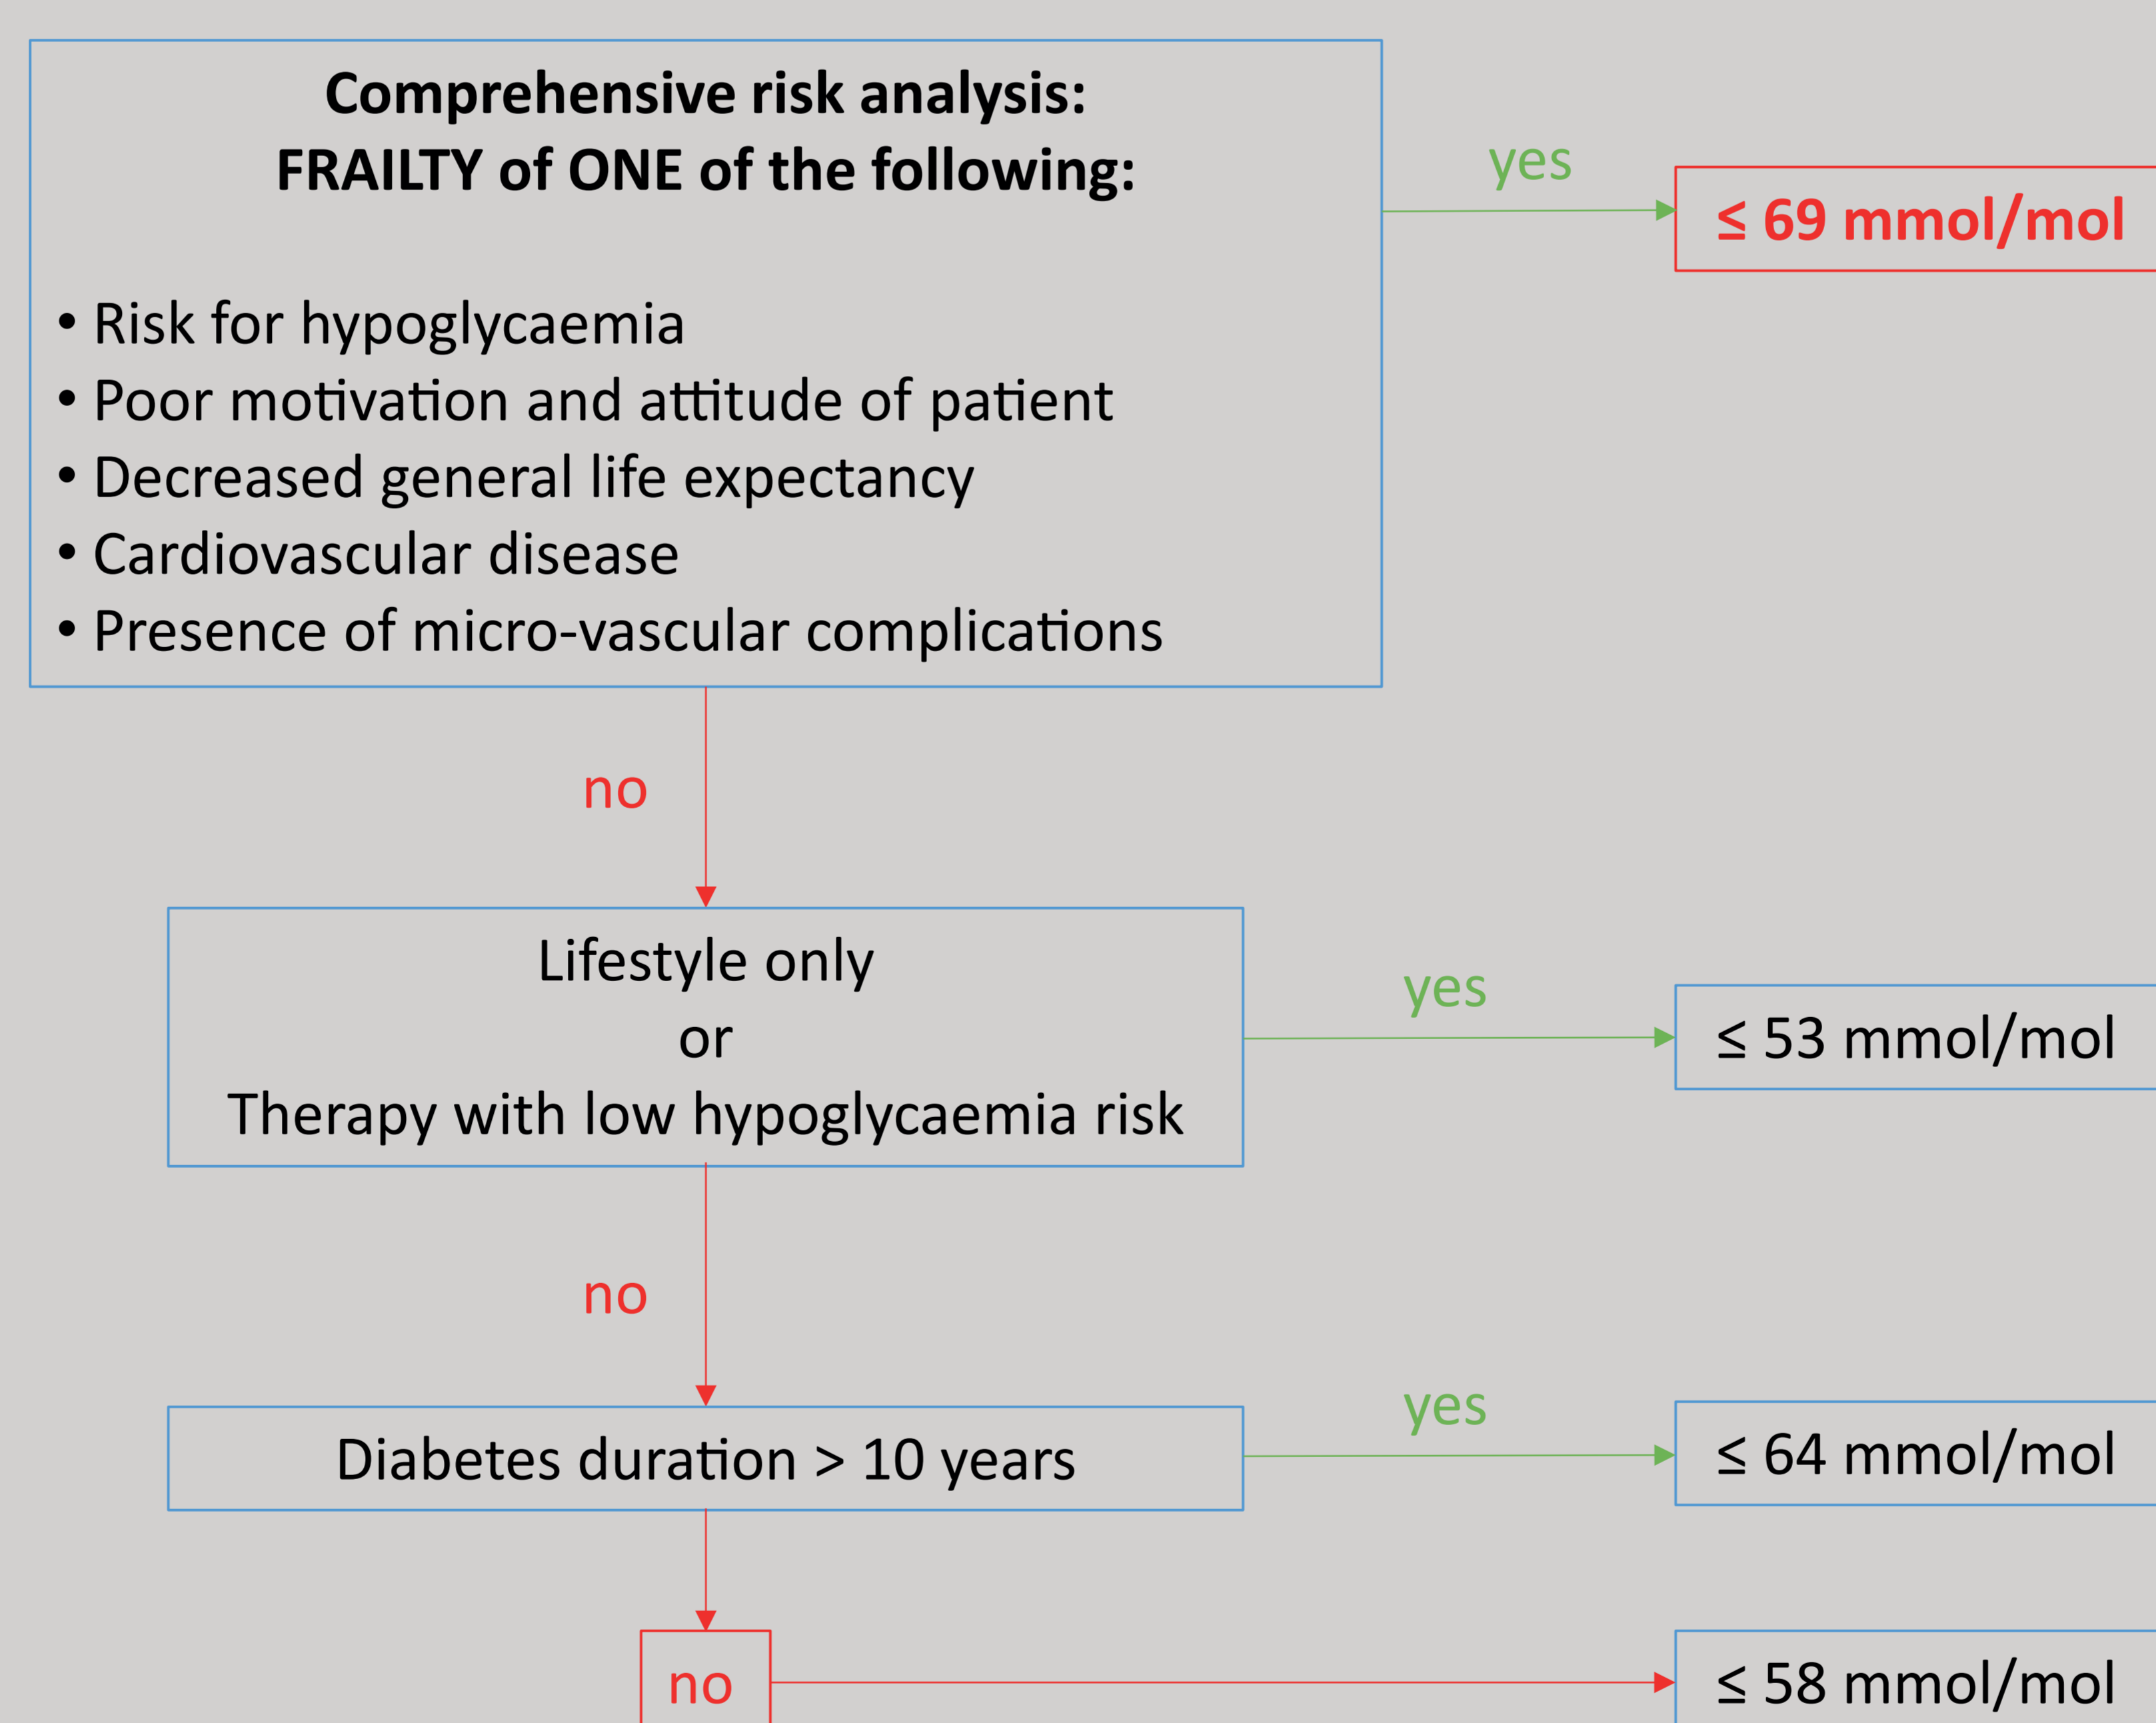 Comprehensive risk analysis:
FRAILTY of ONE of the following:
• Risk for hypoglycaemia
• Poor motivation and attitude of patient
• Decreased general life expectancy
• Cardiovascular disease
• Presence of micro-vascular complications
yes
≤ 69 mmol/mol
no
Lifestyle only
or
Therapy with low hypoglycaemia risk
yes
≤ 53 mmol/mol
no
Diabetes duration > 10 years
yes
≤ 64 mmol/mol
no
≤ 58 mmol/mol